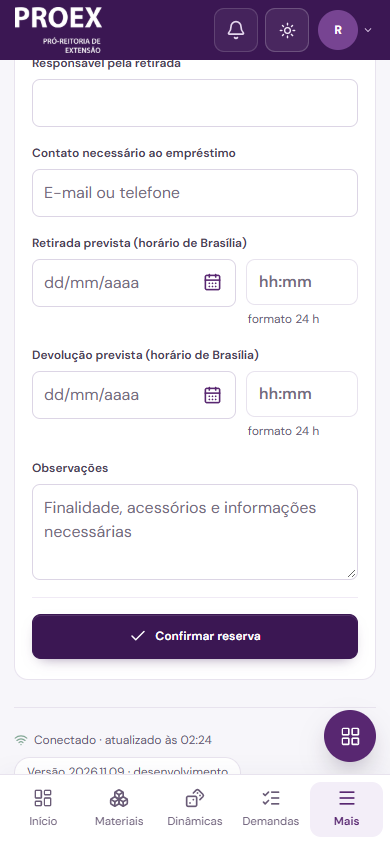 PROEX
PRÓ-REITORIA DE
EXTENSÃO
R
Responsável pela retirada
Contato necessário ao empréstimo
E-mail ou telefone
Retirada prevista (horário de Brasília)
dd/mm/aaaa
hh:mm
formato 24 h
Devolução prevista (horário de Brasília)
dd/mm/aaaa
hh:mm
formato 24 h
Observações
Finalidade, acessórios e informações
necessárias
Confirmar reserva
Conectado · atualizado às 02:24
Versão 2026.11.09 · desenvolvimento
Início
Materiais
Dinâmicas
Demandas
Mais